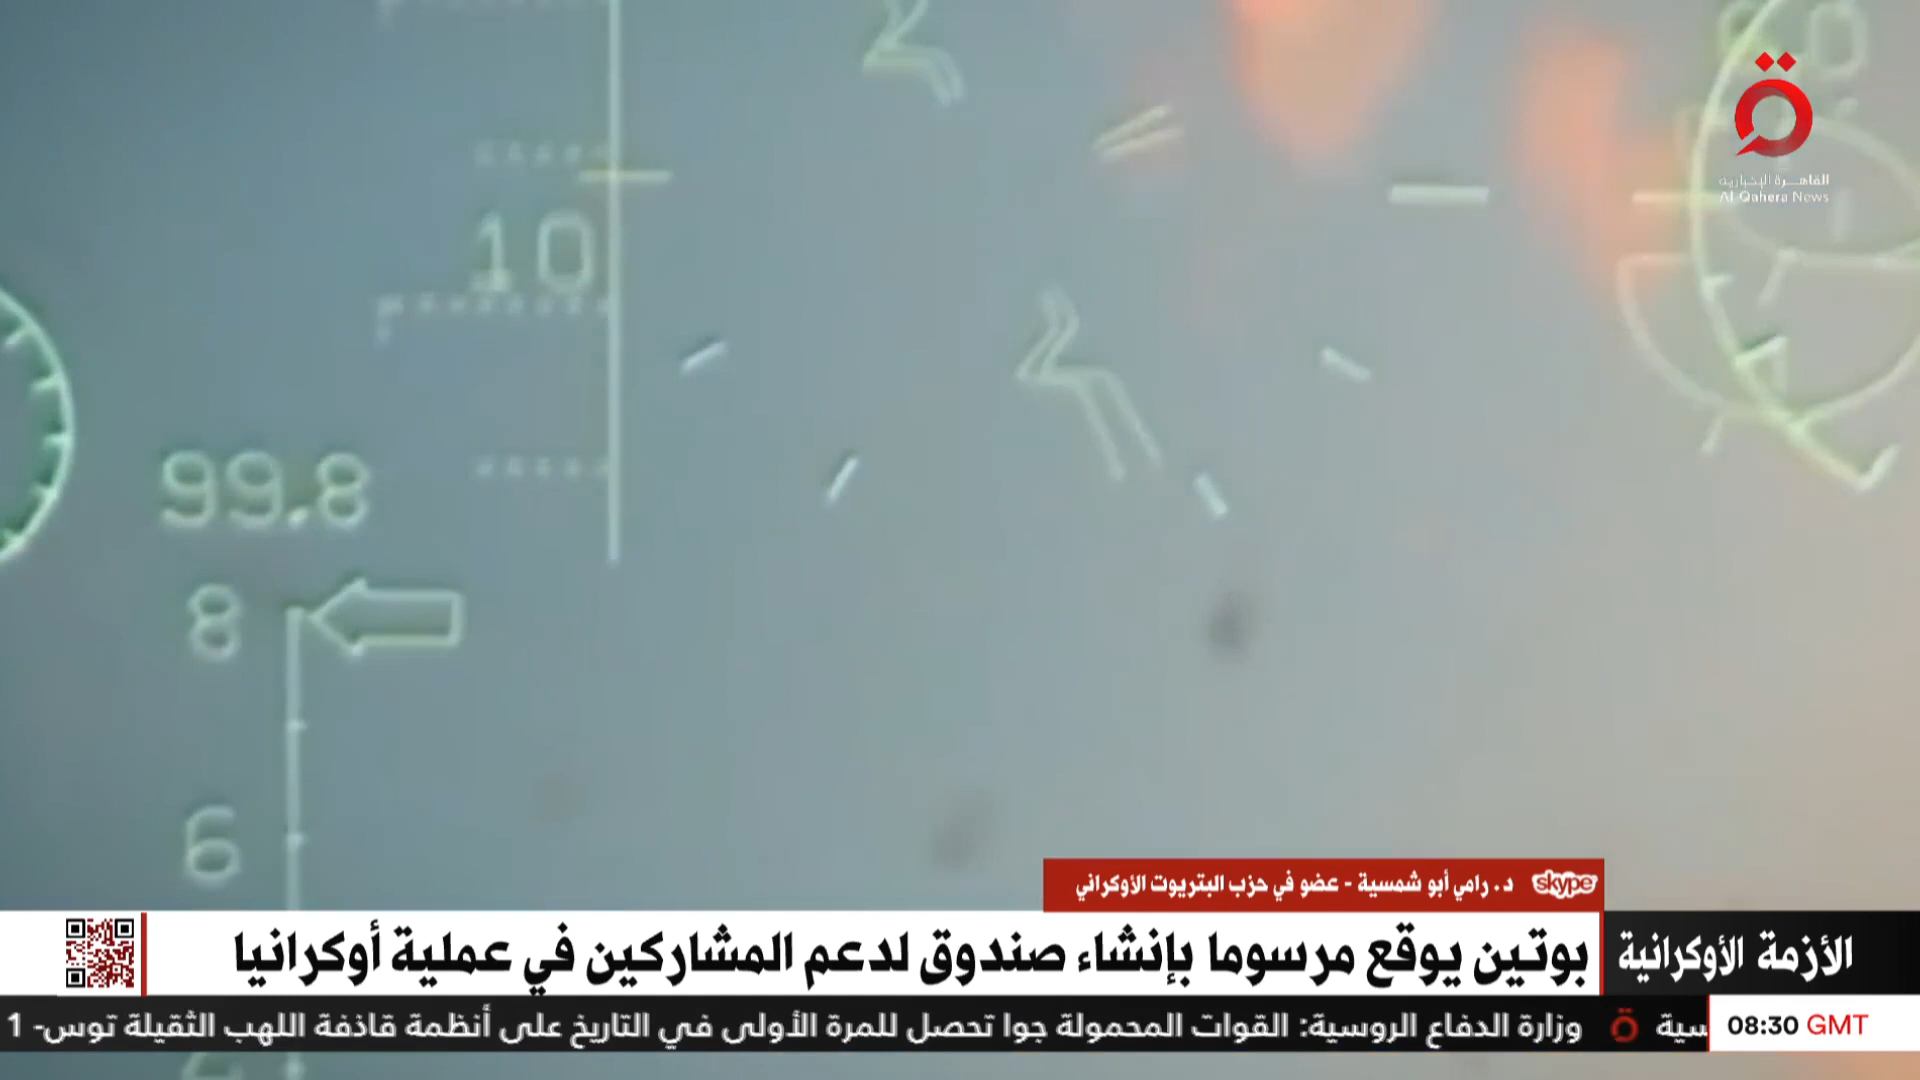 القاهرة الإخبارية
Al Qahera News
10
99.8
8
6
skype د. رامي أبو شمسية - عضو في حزب البتريوت الأوكراني
الأزمة الأوكرانية
بوتين يوقع مرسوما بإنشاء صندوق لدعم المشاركين في عملية أوكرانيا
08:30 GMT
وزارة الدفاع الروسية: القوات المحمولة جوا تحصل للمرة الأولى في التاريخ على أنظمة قاذفة اللهب الثقيلة توس- 1